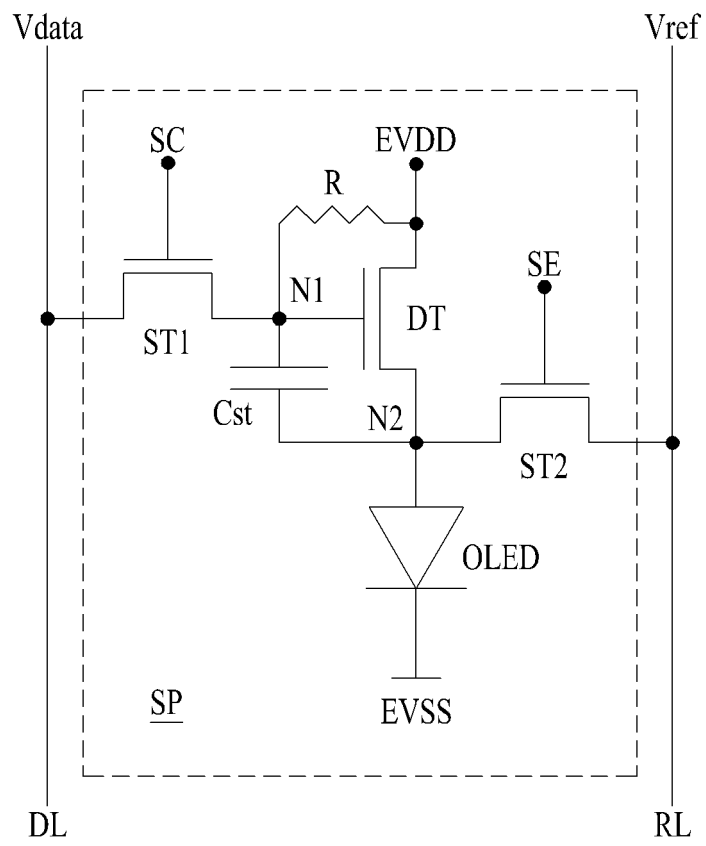 Vdata
Vref
SC
EVDD
R
SE
N1
DT
ST1
Cst
N2
ST2
OLED
SP
EVSS
DL
RL